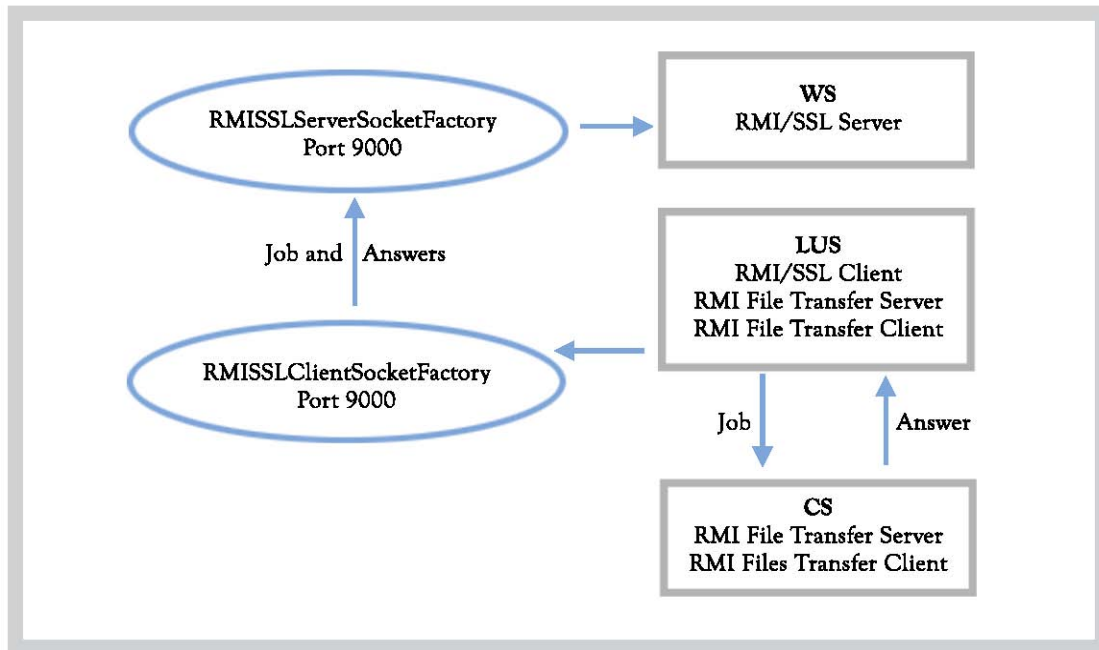 RMISSLServerSocketFactory
Port 9000
WS
RMI/SSL Server
Job and Answers
LUS
RMI/SSL Client
RMI File Transfer Server
RMI File Transfer Client
RMISSLClientSocketFactory
Port 9000
Job
Answer
CS
RMI File Transfer Server
RMI Files Transfer Client